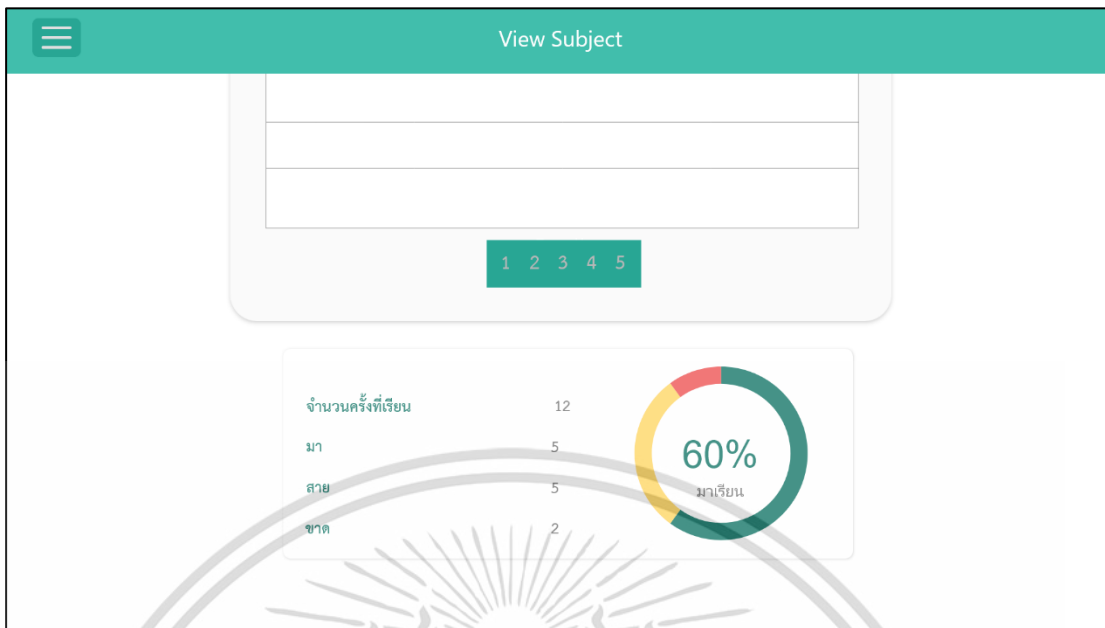 View Subject
1 2 3 4 5
จำนวนครั้งที่เรียน 12
มา 5
สาย 5
ขาด 2
60%
มาเรียน